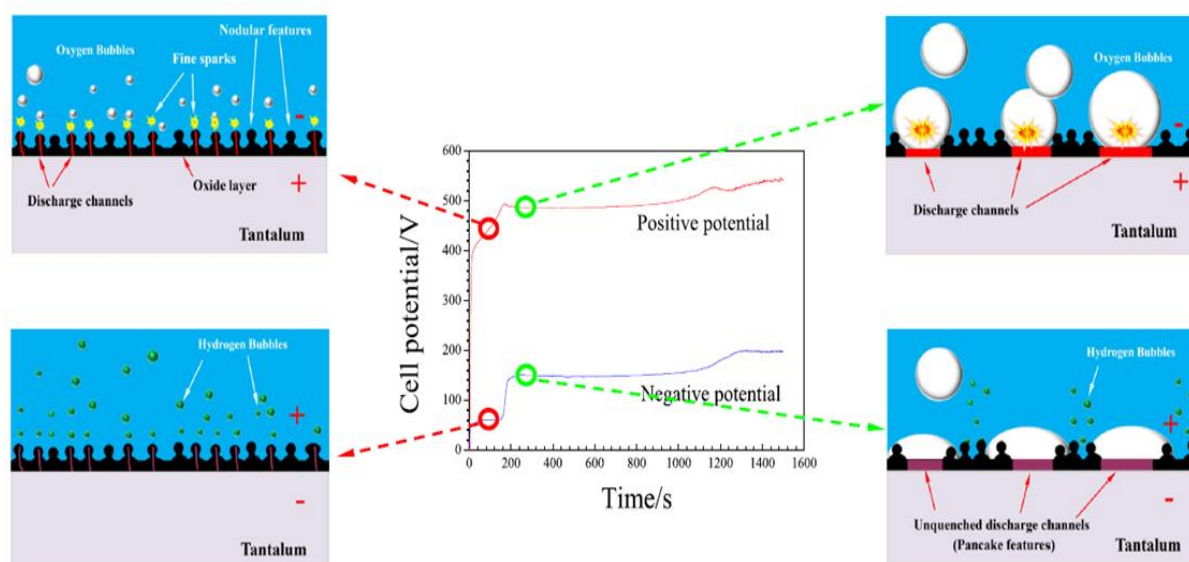 Nodular features
Oxygen Bubbles
Fine sparks
-
+
Oxide layer
Discharge channels
Tantalum
Oxygen Bubbles
-
+
Discharge channels
Tantalum
600
500
400
300
200
100
0
Cell potential/V
Positive potential
Negative potential
0 200 400 600 800 1000 1200 1400 1600
Time/s
Hydrogen Bubbles
+
-
Tantalum
Hydrogen Bubbles
+
-
Unquenched discharge channels
(Pancake features)
Tantalum